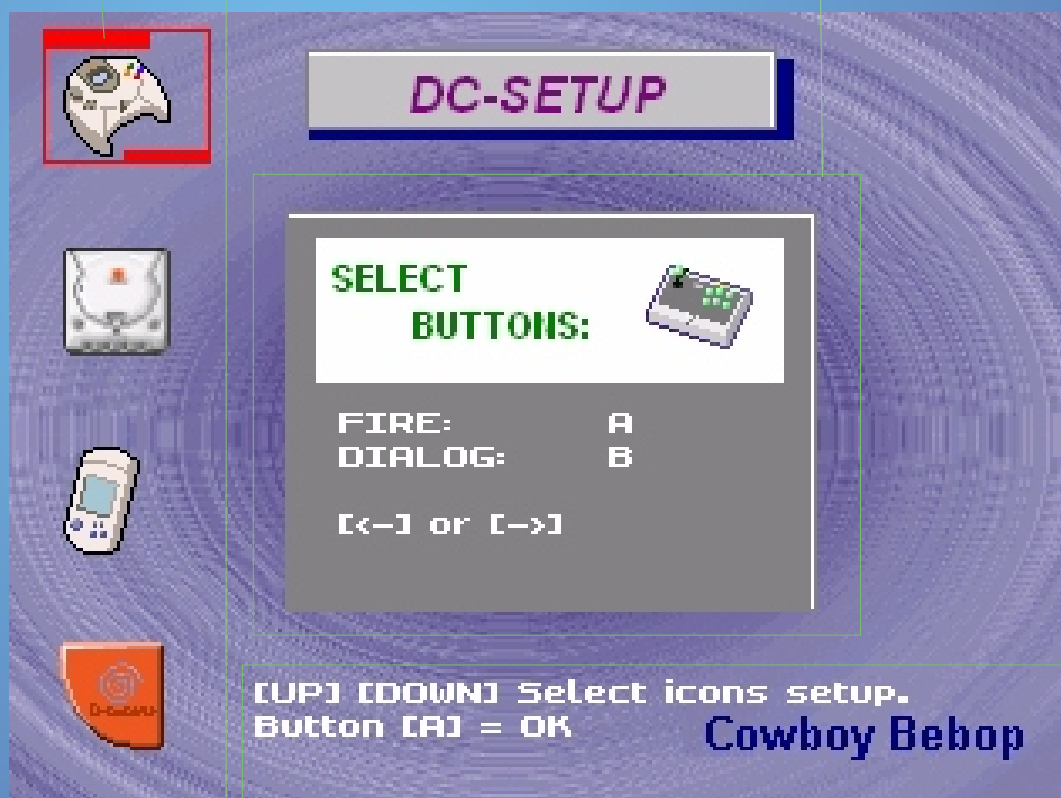 DC-SETUP
SELECT
BUTTONS:
FIRE: A
DIALOG: B
[<-] or [->]
[UP] [DOWN] Select icons setup.
Button [A] = OK
Cowboy Bebop